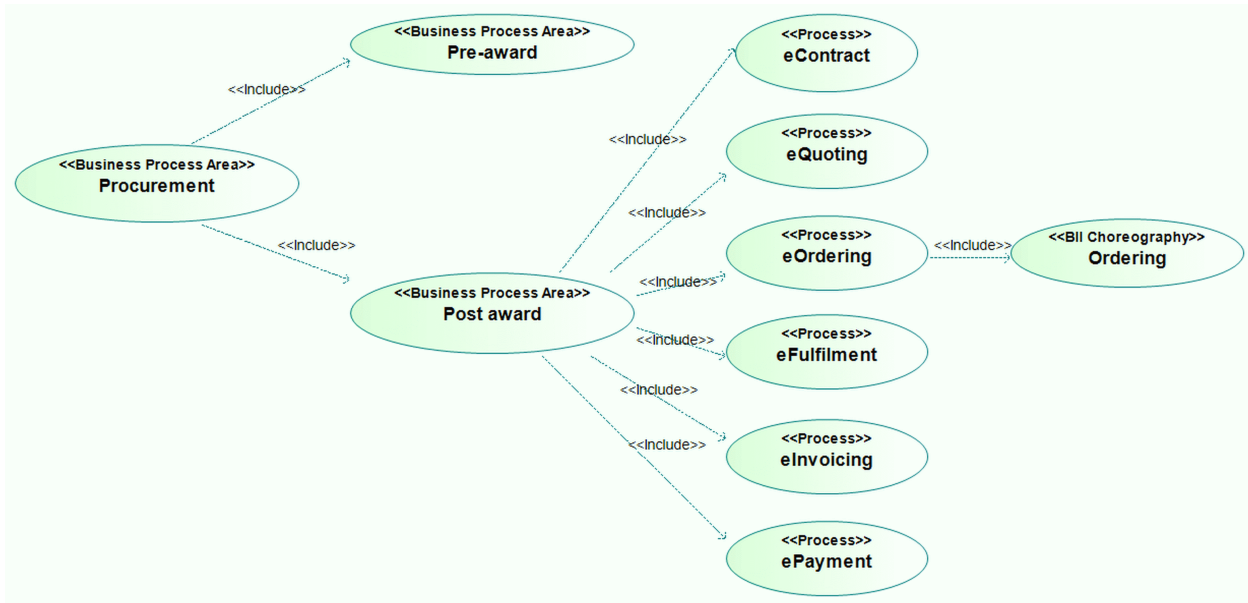 <<Business Process Area>>
Pre-award
<<Process>>
eContract
<<Include>>
<<Include>>
<<Process>>
eQuoting
<<Business Process Area>>
Procurement
<<Include>>
<<Include>>
<<Process>>
eOrdering
<<Include>>
<<BII Choreography>>
Ordering
<<Include>>
<<Business Process Area>>
Post award
<<Include>>
<<Process>>
eFulfilment
<<Include>>
<<Process>>
eInvoicing
<<Include>>
<<Process>>
ePayment